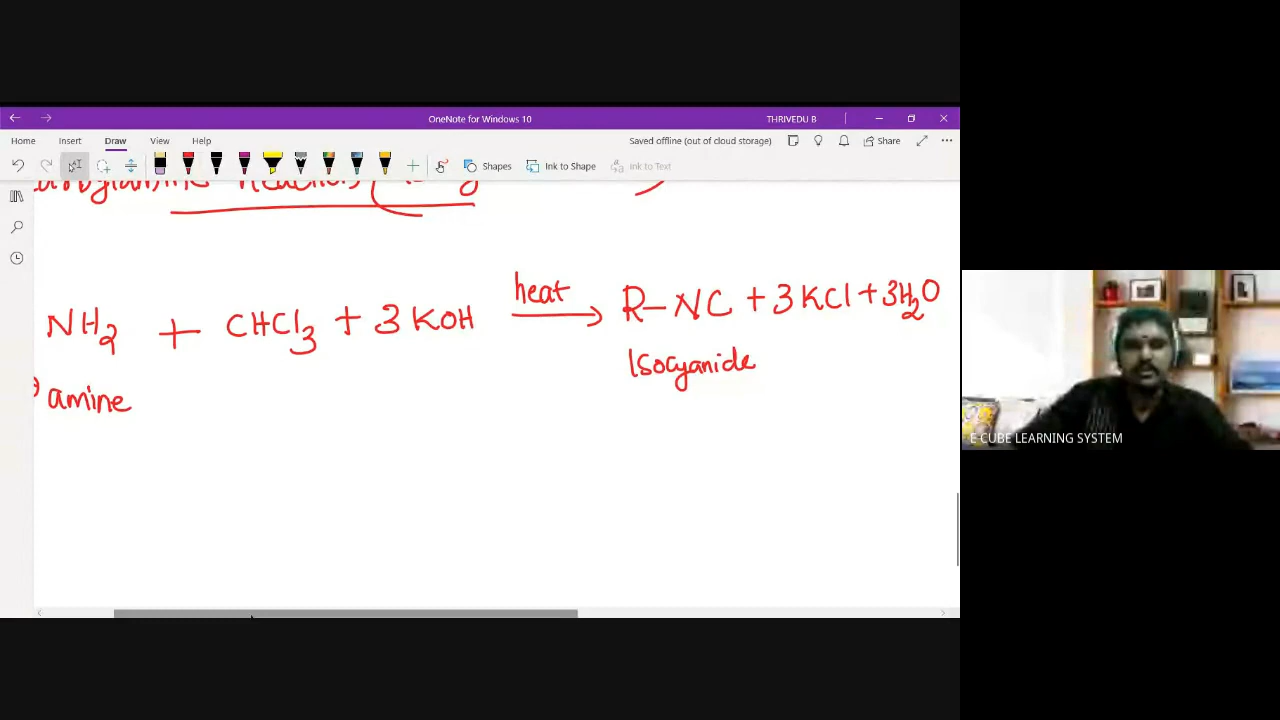 OneNote for Windows 10
THRIVEDU B
Home Insert Draw View Help
Saved offline (out of cloud storage)
Share
Shapes
Ink to Shape
Ink to Text
heat
NH2 + CHCl3 + 3 KOH → R–NC + 3 KCl + 3H2O
Isocyanide
amine
E CUBE LEARNING SYSTEM